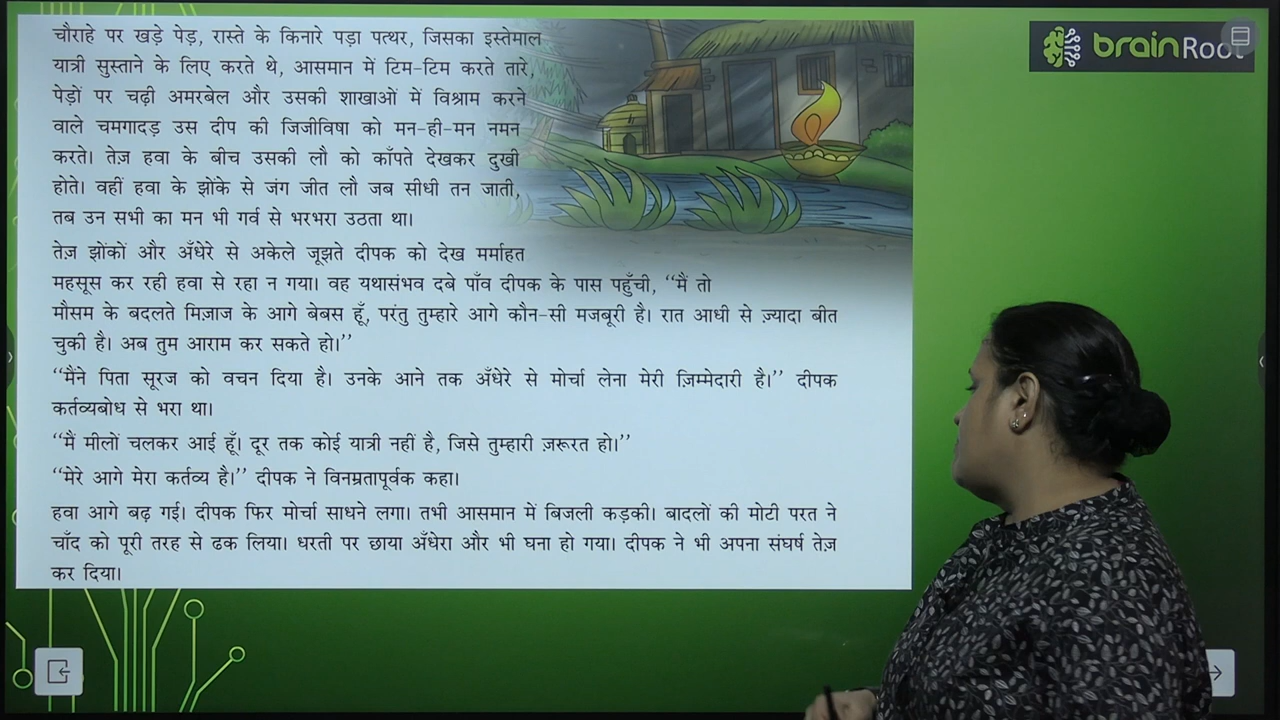 चौराहे पर खड़े पेड़, रास्ते के किनारे पड़ा पत्थर, जिसका इस्तेमाल
यात्री सुस्ताने के लिए करते थे, आसमान में टिम-टिम करते तारे,
पेड़ों पर चढ़ी अमरबेल और उसकी शाखाओं में विश्राम करने
वाले चमगादड़ उस दीप की जिजीविषा को मन-ही-मन नमन
करते। तेज़ हवा के बीच उसकी लौ को काँपते देखकर दुखी
होते। वहीं हवा के झोंके से जंग जीत लौ जब सीधी तन जाती,
तब उन सभी का मन भी गर्व से भरभरा उठता था।
तेज़ झोंकों और अँधेरे से अकेले जूझते दीपक को देख मर्माहत
महसूस कर रही हवा से रहा न गया। वह यथासंभव दबे पाँव दीपक के पास पहुँची, “मैं तो
मौसम के बदलते मिज़ाज के आगे बेबस हूँ, परंतु तुम्हारे आगे कौन-सी मजबूरी है। रात आधी से ज़्यादा बीत
चुकी है। अब तुम आराम कर सकते हो।”
“मैंने पिता सूरज को वचन दिया है। उनके आने तक अँधेरे से मोर्चा लेना मेरी ज़िम्मेदारी है।” दीपक
कर्तव्यबोध से भरा था।
“मैं मीलों चलकर आई हूँ। दूर तक कोई यात्री नहीं है, जिसे तुम्हारी ज़रूरत हो।”
“मेरे आगे मेरा कर्तव्य है।” दीपक ने विनम्रतापूर्वक कहा।
हवा आगे बढ़ गई। दीपक फिर मोर्चा साधने लगा। तभी आसमान में बिजली कड़की। बादलों की मोटी परत ने
चाँद को पूरी तरह से ढक लिया। धरती पर छाया अँधेरा और भी घना हो गया। दीपक ने भी अपना संघर्ष तेज़
कर दिया।
brainRoot